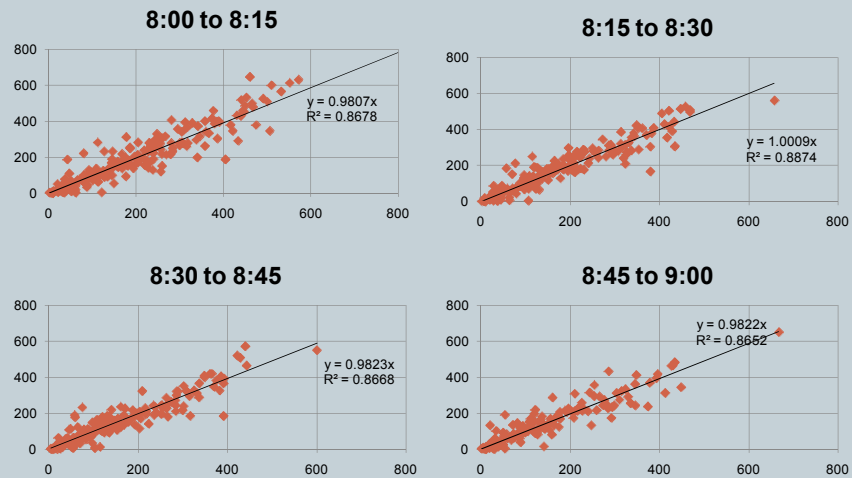 8:00 to 8:15
800
600
400
200
0
y = 0.9807x
R² = 0.8678
0 200 400 600 800
8:15 to 8:30
800
600
400
200
0
y = 1.0009x
R² = 0.8874
0 200 400 600 800
8:30 to 8:45
800
600
400
200
0
y = 0.9823x
R² = 0.8668
0 200 400 600 800
8:45 to 9:00
800
600
400
200
0
y = 0.9822x
R² = 0.8652
0 200 400 600 800